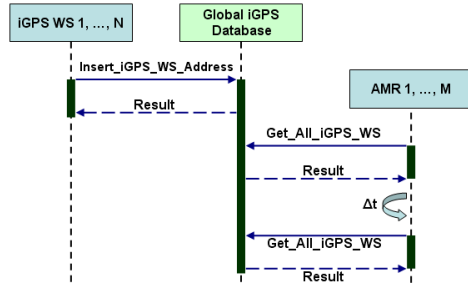 iGPS WS 1, ..., N
Global iGPS
Database
Insert_iGPS_WS_Address
Result
AMR 1, ..., M
Get_All_iGPS_WS
Result
Δt
Get_All_iGPS_WS
Result